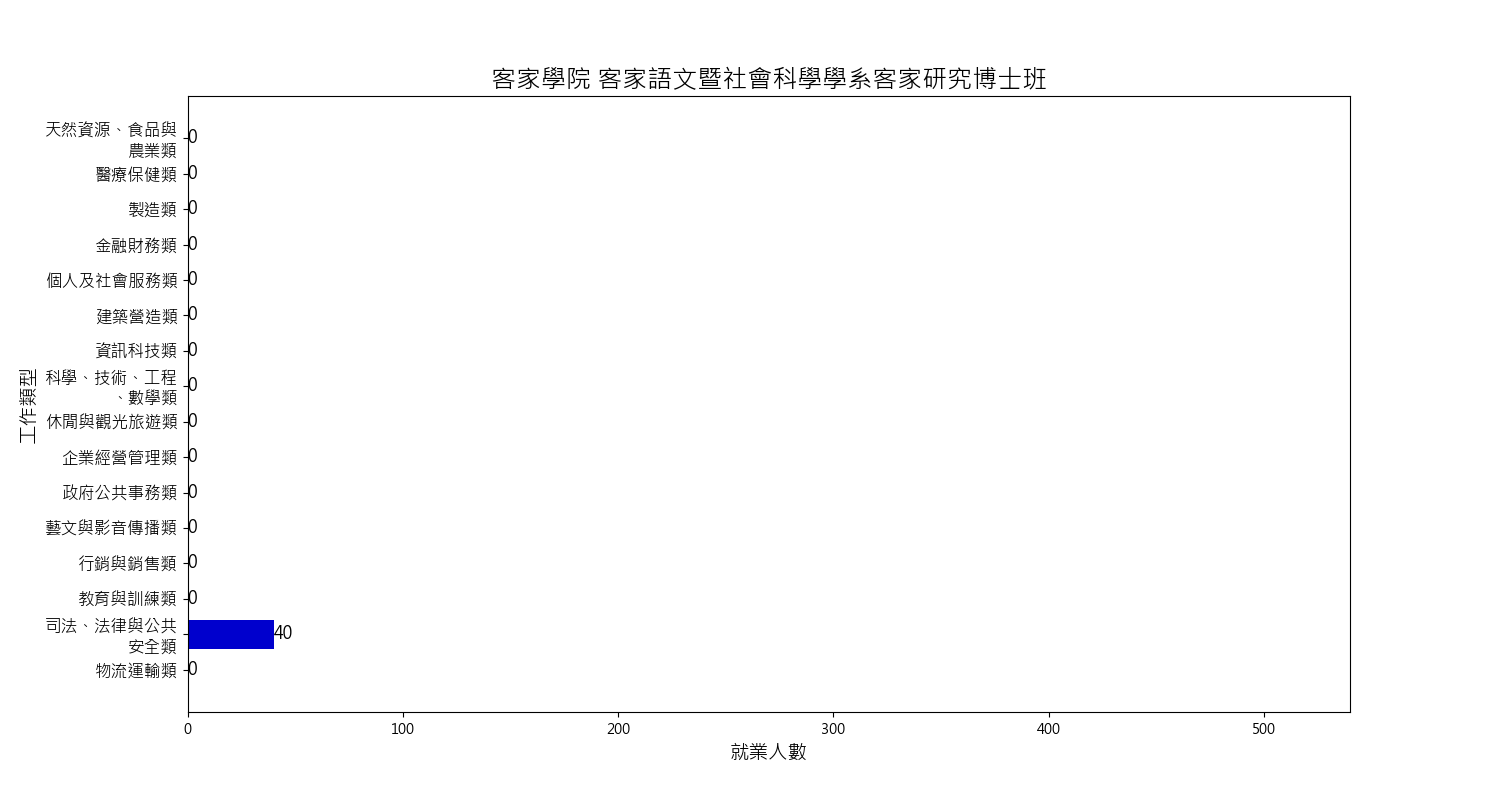 客家學院 客家語文暨社會科學學系客家研究博士班
工作類型
天然資源、食品與
農業類
0
醫療保健類
0
製造類
0
金融財務類
0
個人及社會服務類
0
建築營造類
0
資訊科技類
0
科學、技術、工程
、數學類
0
休閒與觀光旅遊類
0
企業經營管理類
0
政府公共事務類
0
藝文與影音傳播類
0
行銷與銷售類
0
教育與訓練類
0
司法、法律與公共
安全類
40
物流運輸類
0
0 100 200 300 400 500
就業人數